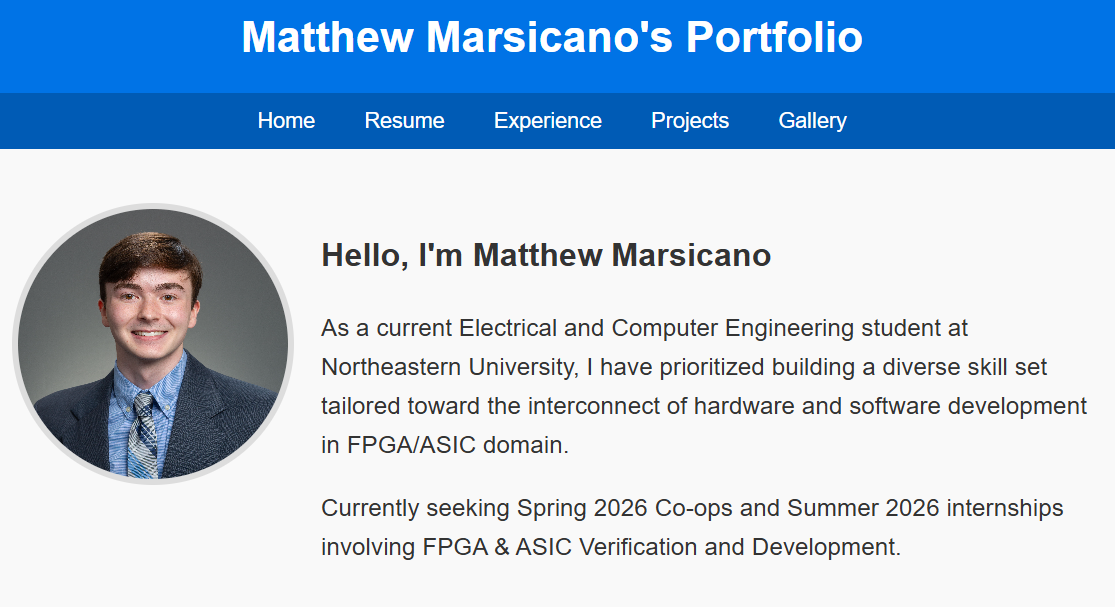 Matthew Marsicano's Portfolio
Home Resume Experience Projects Gallery
Hello, I'm Matthew Marsicano
As a current Electrical and Computer Engineering student at
Northeastern University, I have prioritized building a diverse skill set
tailored toward the interconnect of hardware and software development
in FPGA/ASIC domain.
Currently seeking Spring 2026 Co-ops and Summer 2026 internships
involving FPGA & ASIC Verification and Development.